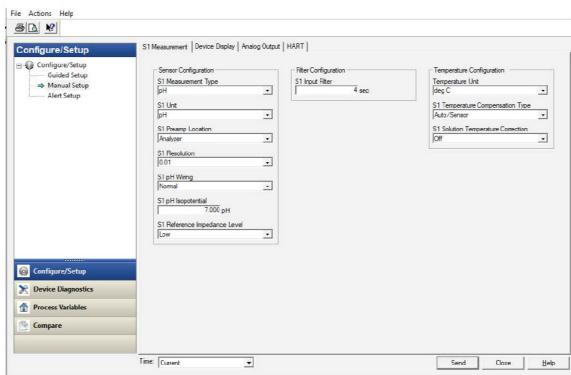 File Actions Help
Configure/Setup
Configure/Setup
Guided Setup
Manual Setup
Alert Setup
Configure/Setup
Device Diagnostics
Process Variables
Compare
S1 Measurement Device Display Analog Output HART
Sensor Configuration
S1 Measurement Type
pH
S1 Unit
pH
S1 Preamp Location
Analyzer
S1 Resolution
0.01
S1 pH Wiring
Normal
S1 pH Isopotential
7.000 pH
S1 Reference Impedance Level
Low
Filter Configuration
S1 Input Filter
4 sec
Temperature Configuration
Temperature Unit
deg C
S1 Temperature Compensation Type
Auto/Sensor
S1 Solution Temperature Correction
Off
Time: Current
Send Close Help